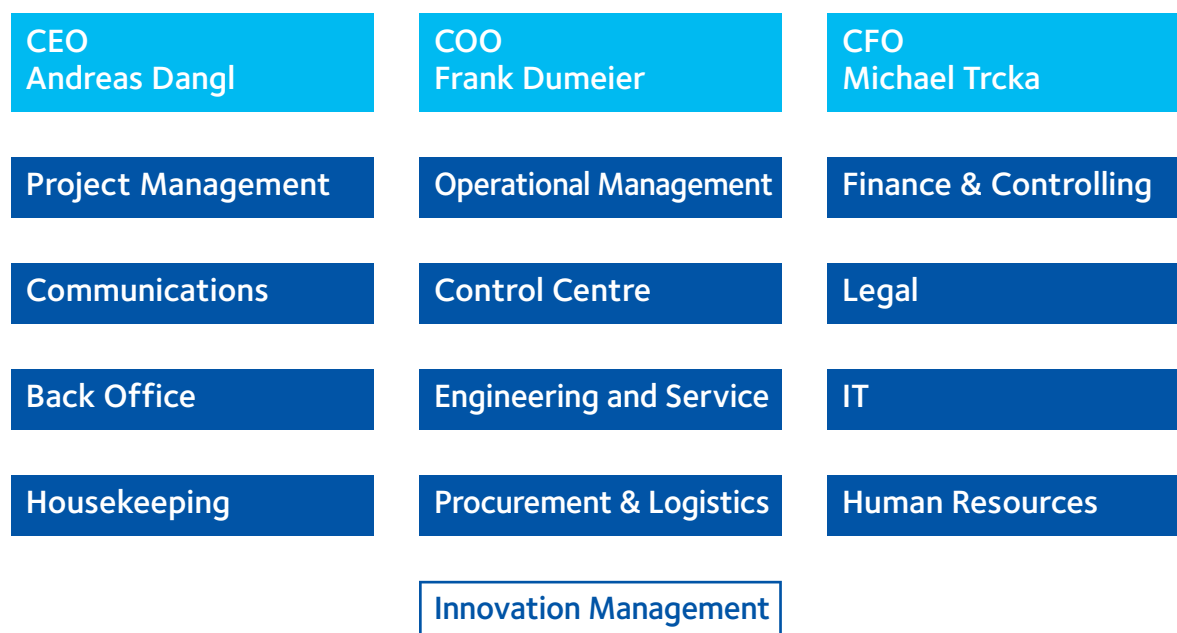 CEO
Andreas Dangl
COO
Frank Dumeier
CFO
Michael Trcka
Project Management
Operational Management
Finance & Controlling
Communications
Control Centre
Legal
Back Office
Engineering and Service
IT
Housekeeping
Procurement & Logistics
Human Resources
Innovation Management